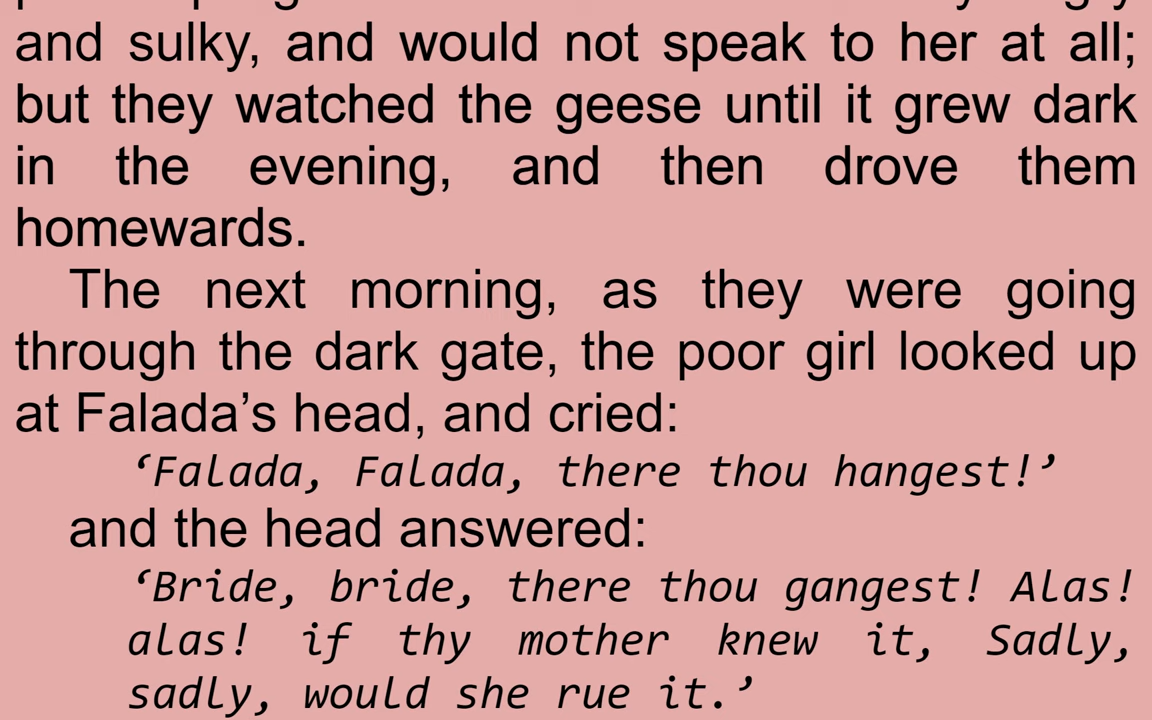 and sulky, and would not speak to her at all;
but they watched the geese until it grew dark
in the evening, and then drove them
homewards.
The next morning, as they were going
through the dark gate, the poor girl looked up
at Falada’s head, and cried:
‘Falada, Falada, there thou hangest!’
and the head answered:
‘Bride, bride, there thou gangest! Alas!
alas! if thy mother knew it, Sadly,
sadly, would she rue it.’